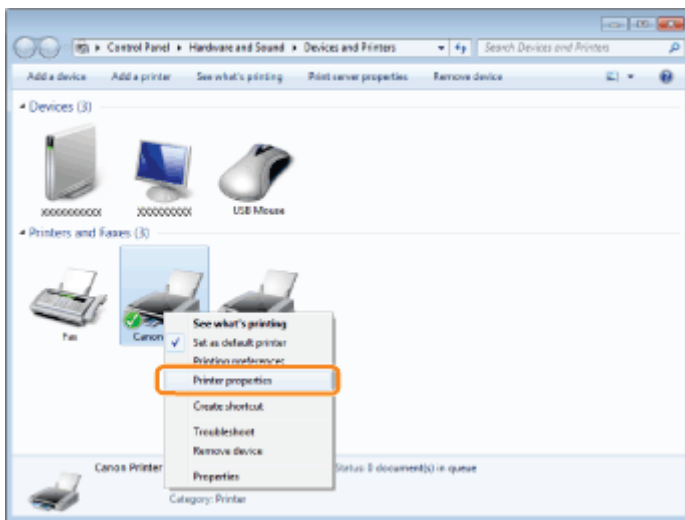 Control Panel ▸ Hardware and Sound ▸ Devices and Printers
Search Devices and Printers
Add a device Add a printer See what's printing Print server properties Remove device
Devices (3)
XXXXXXXXXX XXXXXXXXX USB Mouse
Printers and Faxes (3)
Fax Canon
See what's printing
Set as default printer
Printing preferences
Printer properties
Create shortcut
Troubleshoot
Remove device
Properties
Canon Printer Status: 0 document(s) in queue
Category: Printer